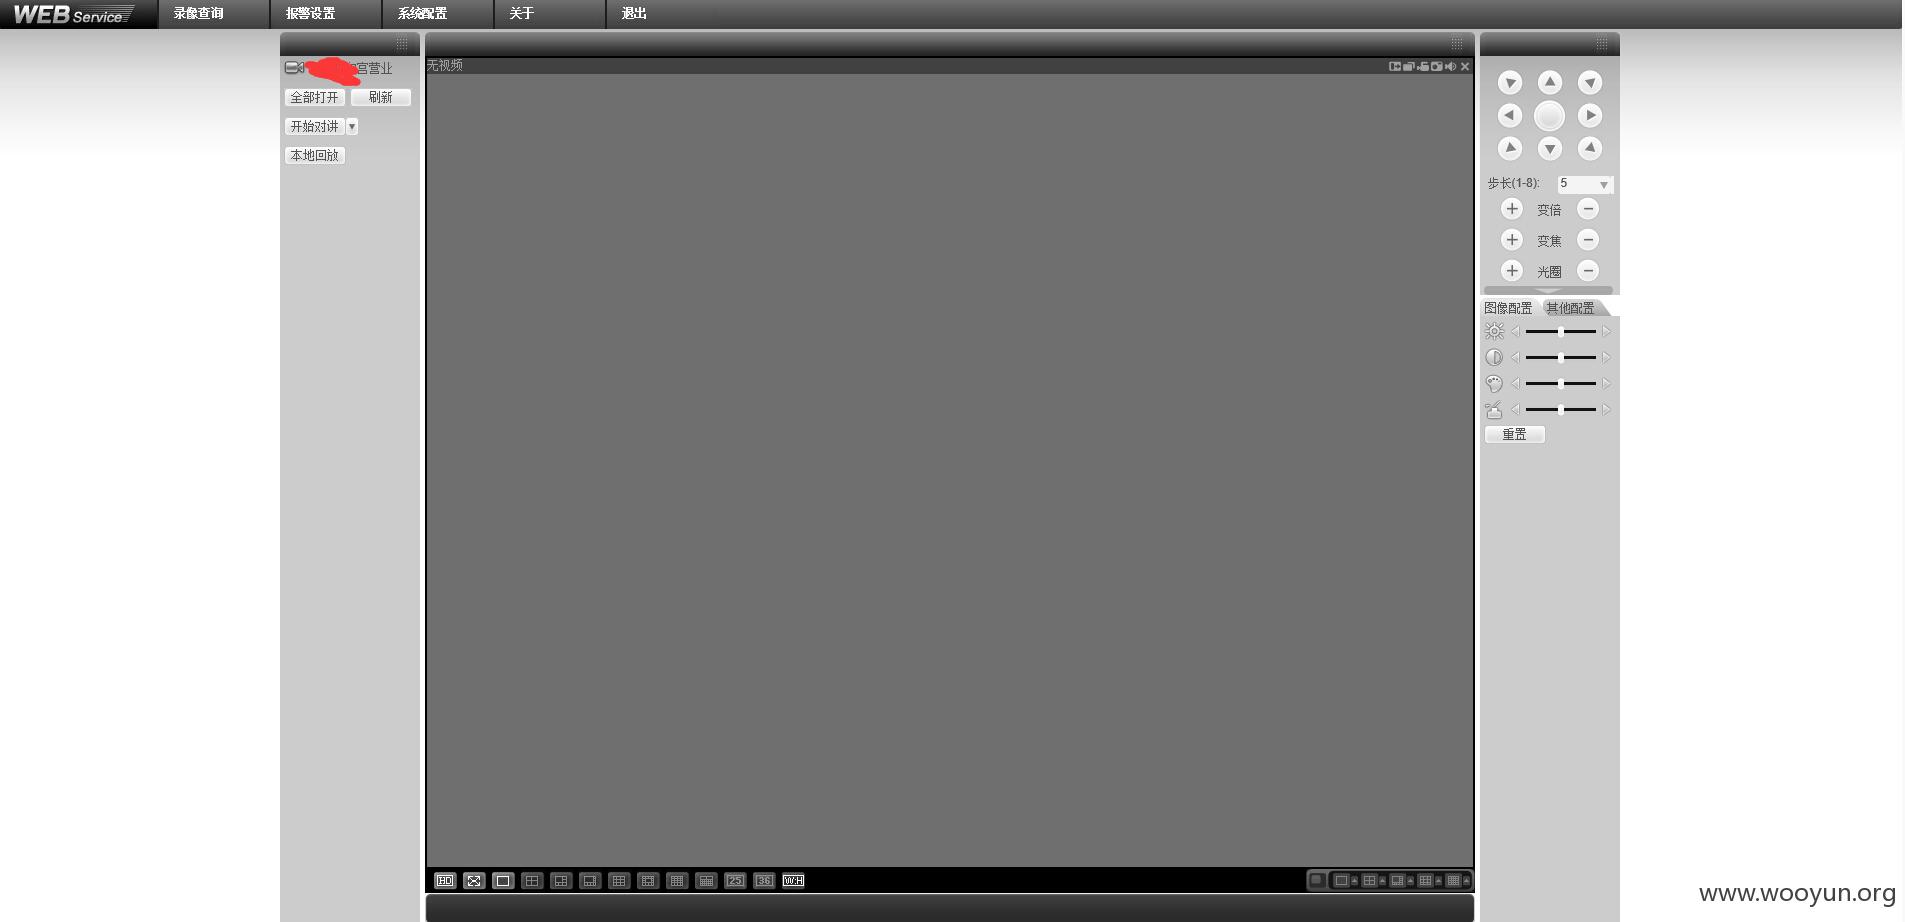 WEB Service 录像查询 报警设置 系统配置 关于 退出
宫营业
全部打开 刷新
开始对讲
本地回放
无视频
步长(1-8): 5
变倍
变焦
光圈
图像配置 其他配置
重置
HD 25 36 W:H
www.wooyun.org